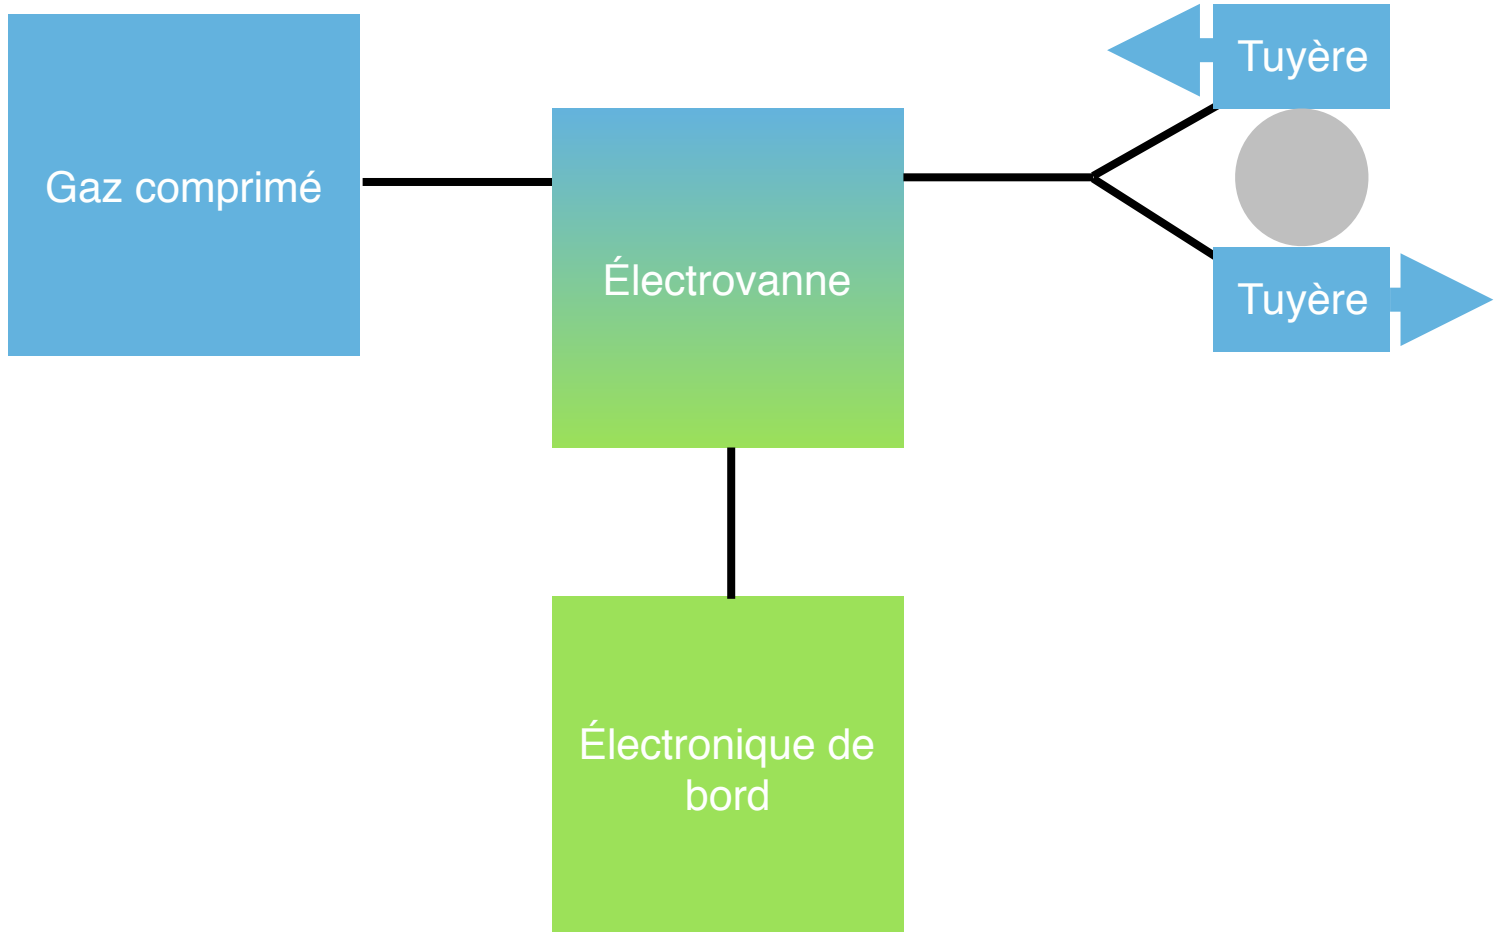 Tuyère
Gaz comprimé
Électrovanne
Tuyère
Électronique de
bord